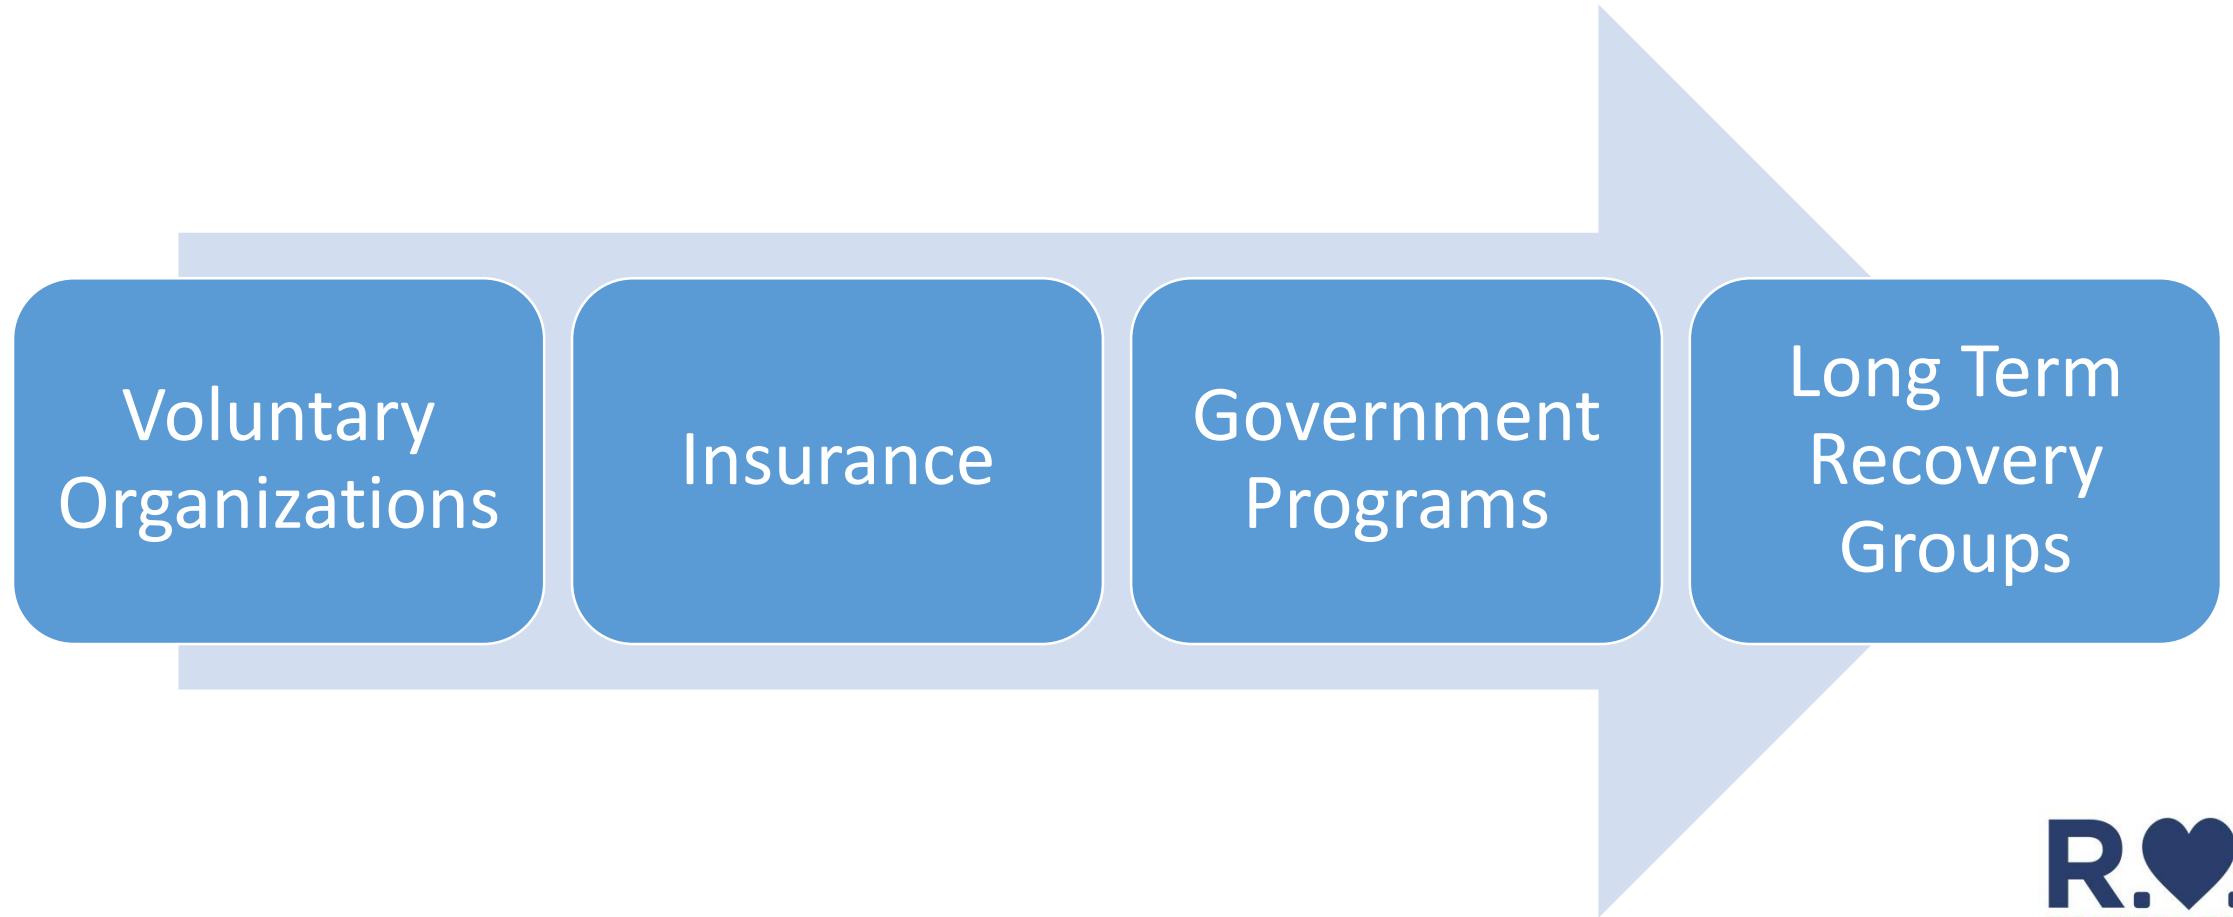 Voluntary
Organizations
Insurance
Government
Programs
Long Term
Recovery
Groups
R.